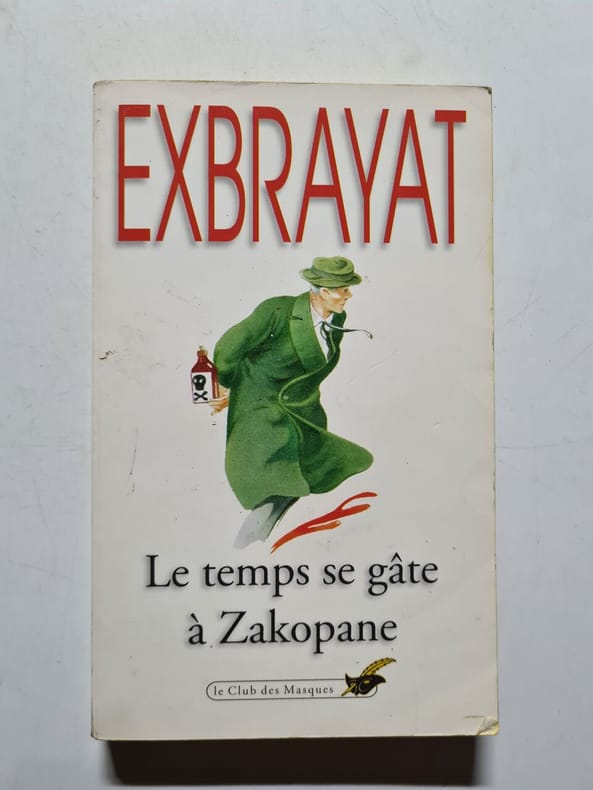 EXBRAYAT
Le temps se gâte
à Zakopane
le Club des Masques